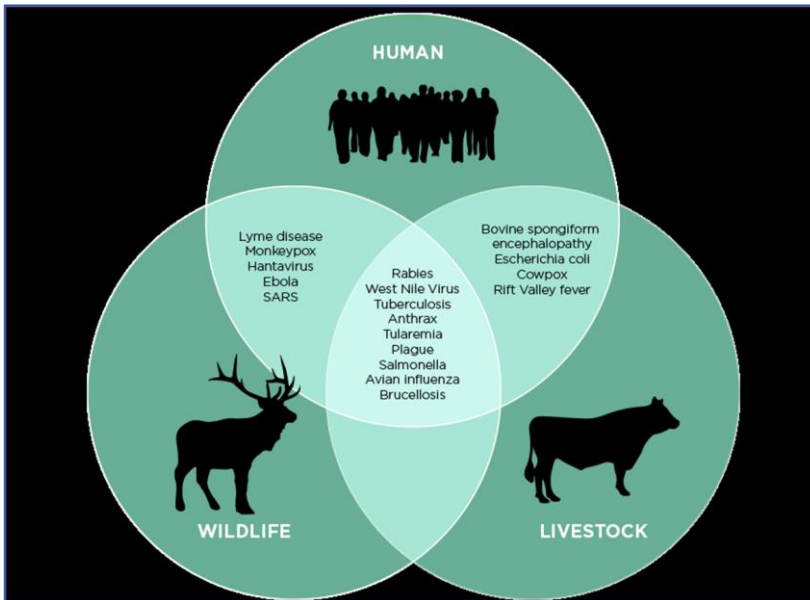 HUMAN
Lyme disease
Monkeypox
Hantavirus
Ebola
SARS
Rabies
West Nile Virus
Tuberculosis
Anthrax
Tularemia
Plague
Salmonella
Avian influenza
Brucellosis
Bovine spongiform
encephalopathy
Escherichia coli
Cowpox
Rift Valley fever
WILDLIFE
LIVESTOCK